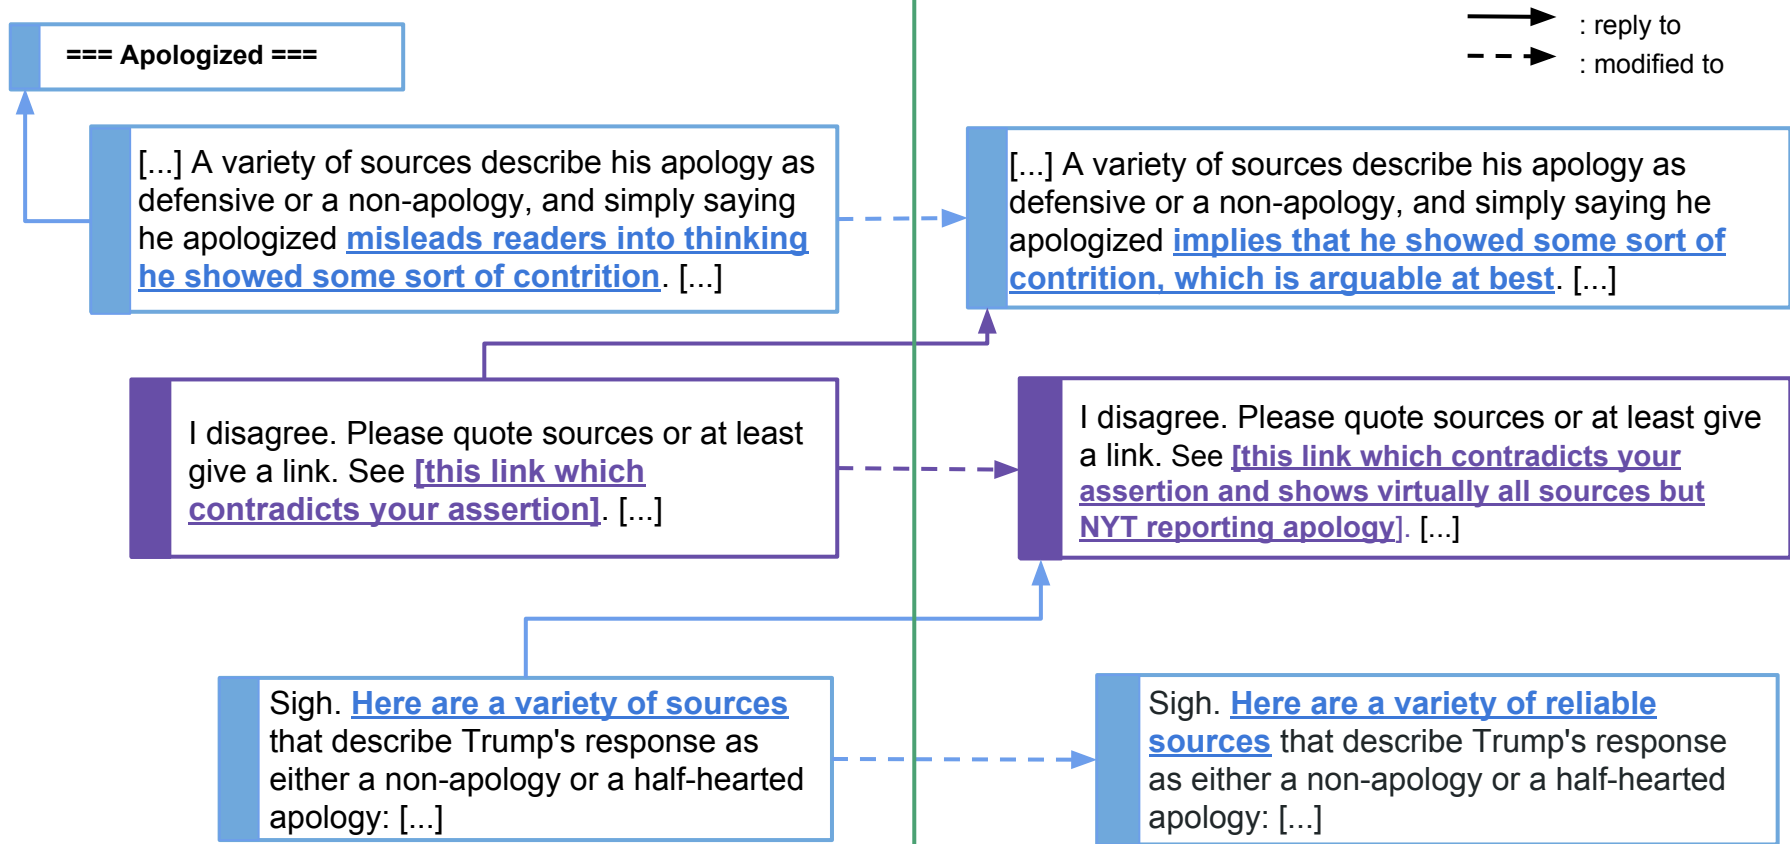 : reply to
: modified to
=== Apologized ===
[...] A variety of sources describe his apology as
defensive or a non-apology, and simply saying
he apologized misleads readers into thinking
he showed some sort of contrition. [...]
[...] A variety of sources describe his apology as
defensive or a non-apology, and simply saying he
apologized implies that he showed some sort of
contrition, which is arguable at best. [...]
I disagree. Please quote sources or at least
give a link. See [this link which
contradicts your assertion]. [...]
I disagree. Please quote sources or at least give
a link. See [this link which contradicts your
assertion and shows virtually all sources but
NYT reporting apology]. [...]
Sigh. Here are a variety of sources
that describe Trump's response as
either a non-apology or a half-hearted
apology: [...]
Sigh. Here are a variety of reliable
sources that describe Trump's response
as either a non-apology or a half-hearted
apology: [...]